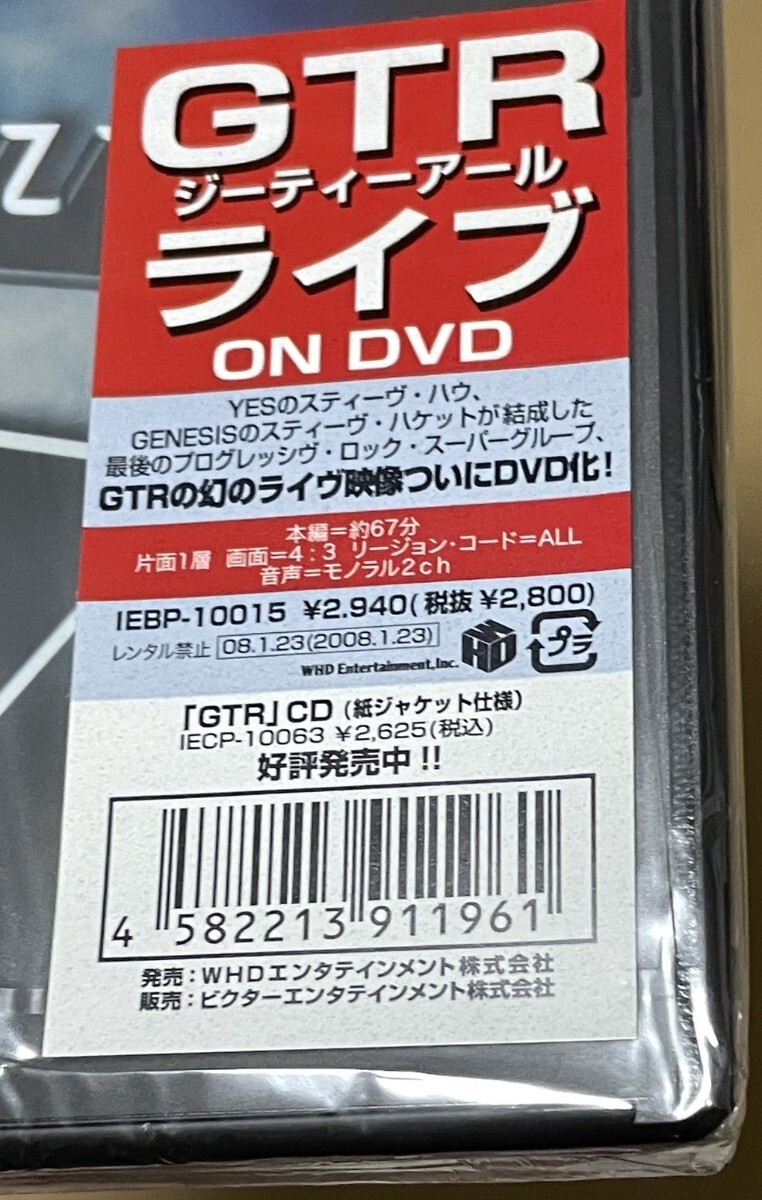 GTR
ジーティーアール
ライブ
ON DVD
YESのスティーヴ・ハウ、
GENESISのスティーヴ・ハケットが結成した
最後のプログレッシヴ・ロック・スーパーグループ、
GTRの幻のライヴ映像ついにDVD化!
本編=約67分
片面1層 画面=4:3 リージョン・コード=ALL
音声=モノラル2ch
IEBP-10015 ¥2.940(税抜¥2,800)
レンタル禁止 08.1.23(2008.1.23)
WHD Entertainment, Inc.
WHD
プラ
「GTR」CD (紙ジャケット仕様)
IECP-10063 ¥2,625(税込)
好評発売中!!
4 582213 911961
発売:WHDエンタテインメント株式会社
販売:ビクターエンタテインメント株式会社